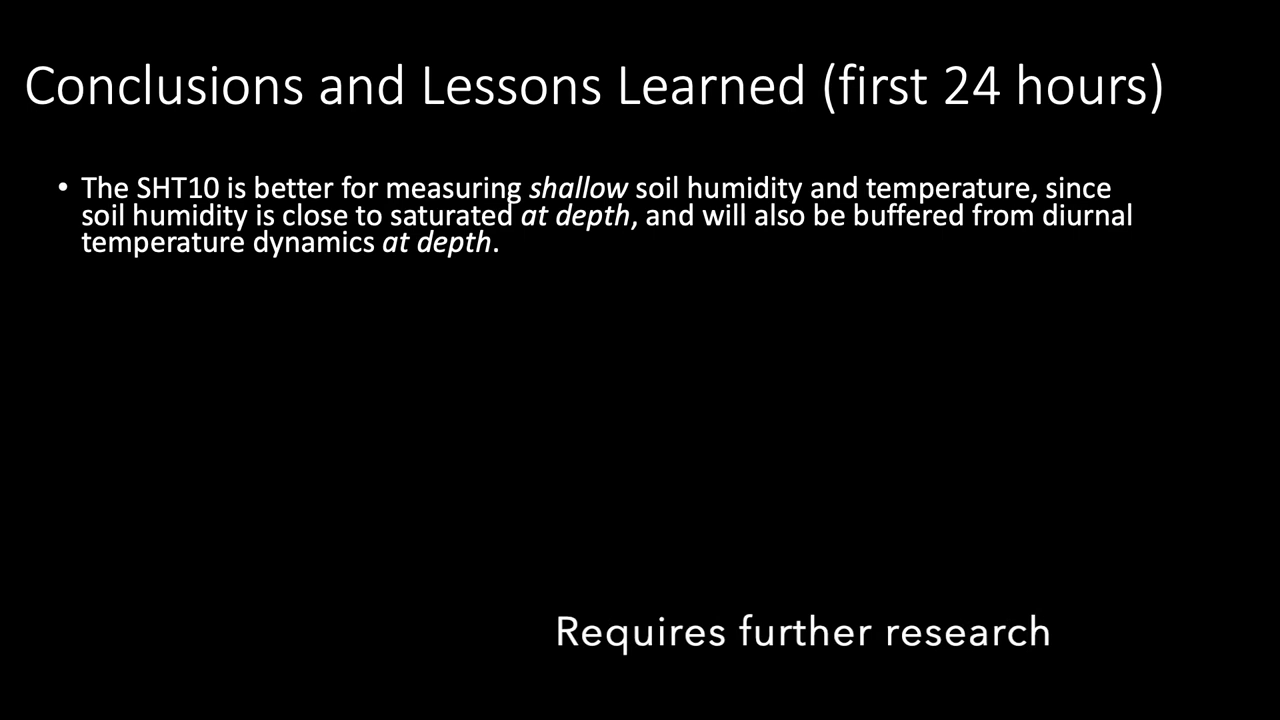 Conclusions and Lessons Learned (first 24 hours)
• The SHT10 is better for measuring shallow soil humidity and temperature, since
soil humidity is close to saturated at depth, and will also be buffered from diurnal
temperature dynamics at depth.
Requires further research